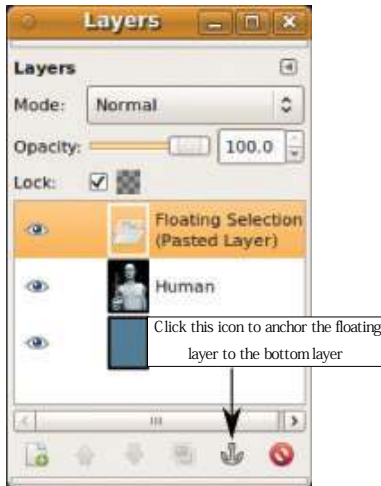 Layers
Layers
Mode: Normal
Opacity: 100.0
Lock:
Floating Selection
(Pasted Layer)
Human
Click this icon to anchor the floating
layer to the bottom layer